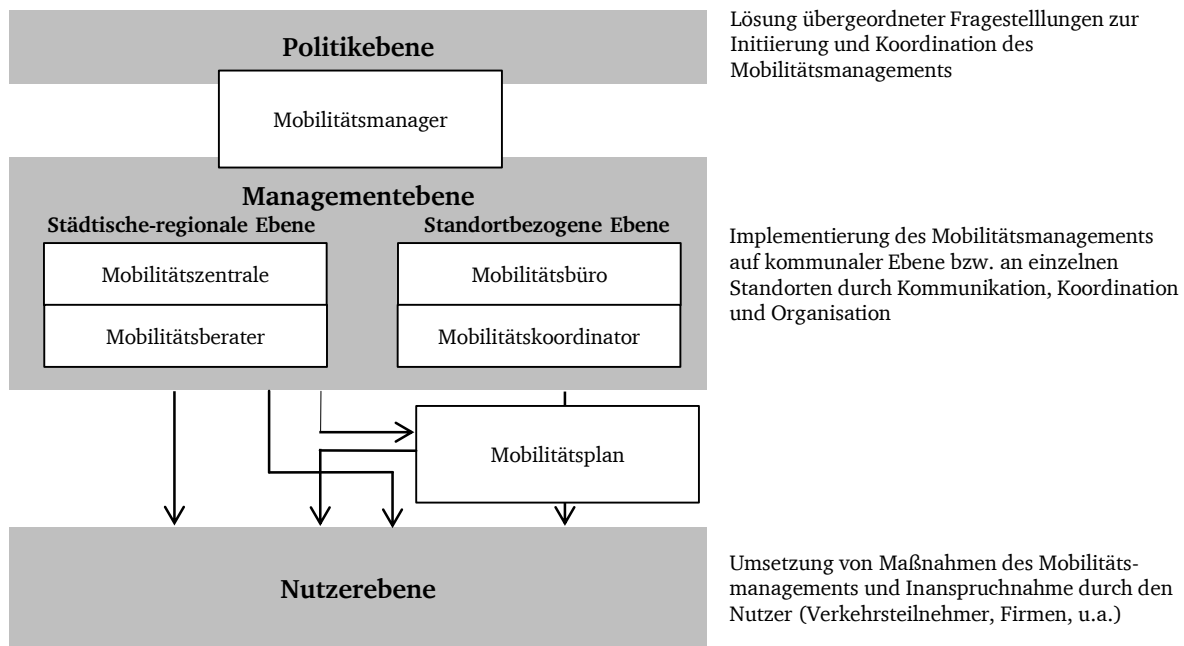 Politikebene
Lösung übergeordneter Fragestelllungen zur
Initiierung und Koordination des
Mobilitätsmanagements
Mobilitätsmanager
Managementebene
Städtische-regionale Ebene
Standortbezogene Ebene
Mobilitätszentrale
Mobilitätsbüro
Mobilitätsberater
Mobilitätskoordinator
Implementierung des Mobilitätsmanagements
auf kommunaler Ebene bzw. an einzelnen
Standorten durch Kommunikation, Koordination
und Organisation
Mobilitätsplan
Nutzerebene
Umsetzung von Maßnahmen des Mobilitäts-
managements und Inanspruchnahme durch den
Nutzer (Verkehrsteilnehmer, Firmen, u.a.)